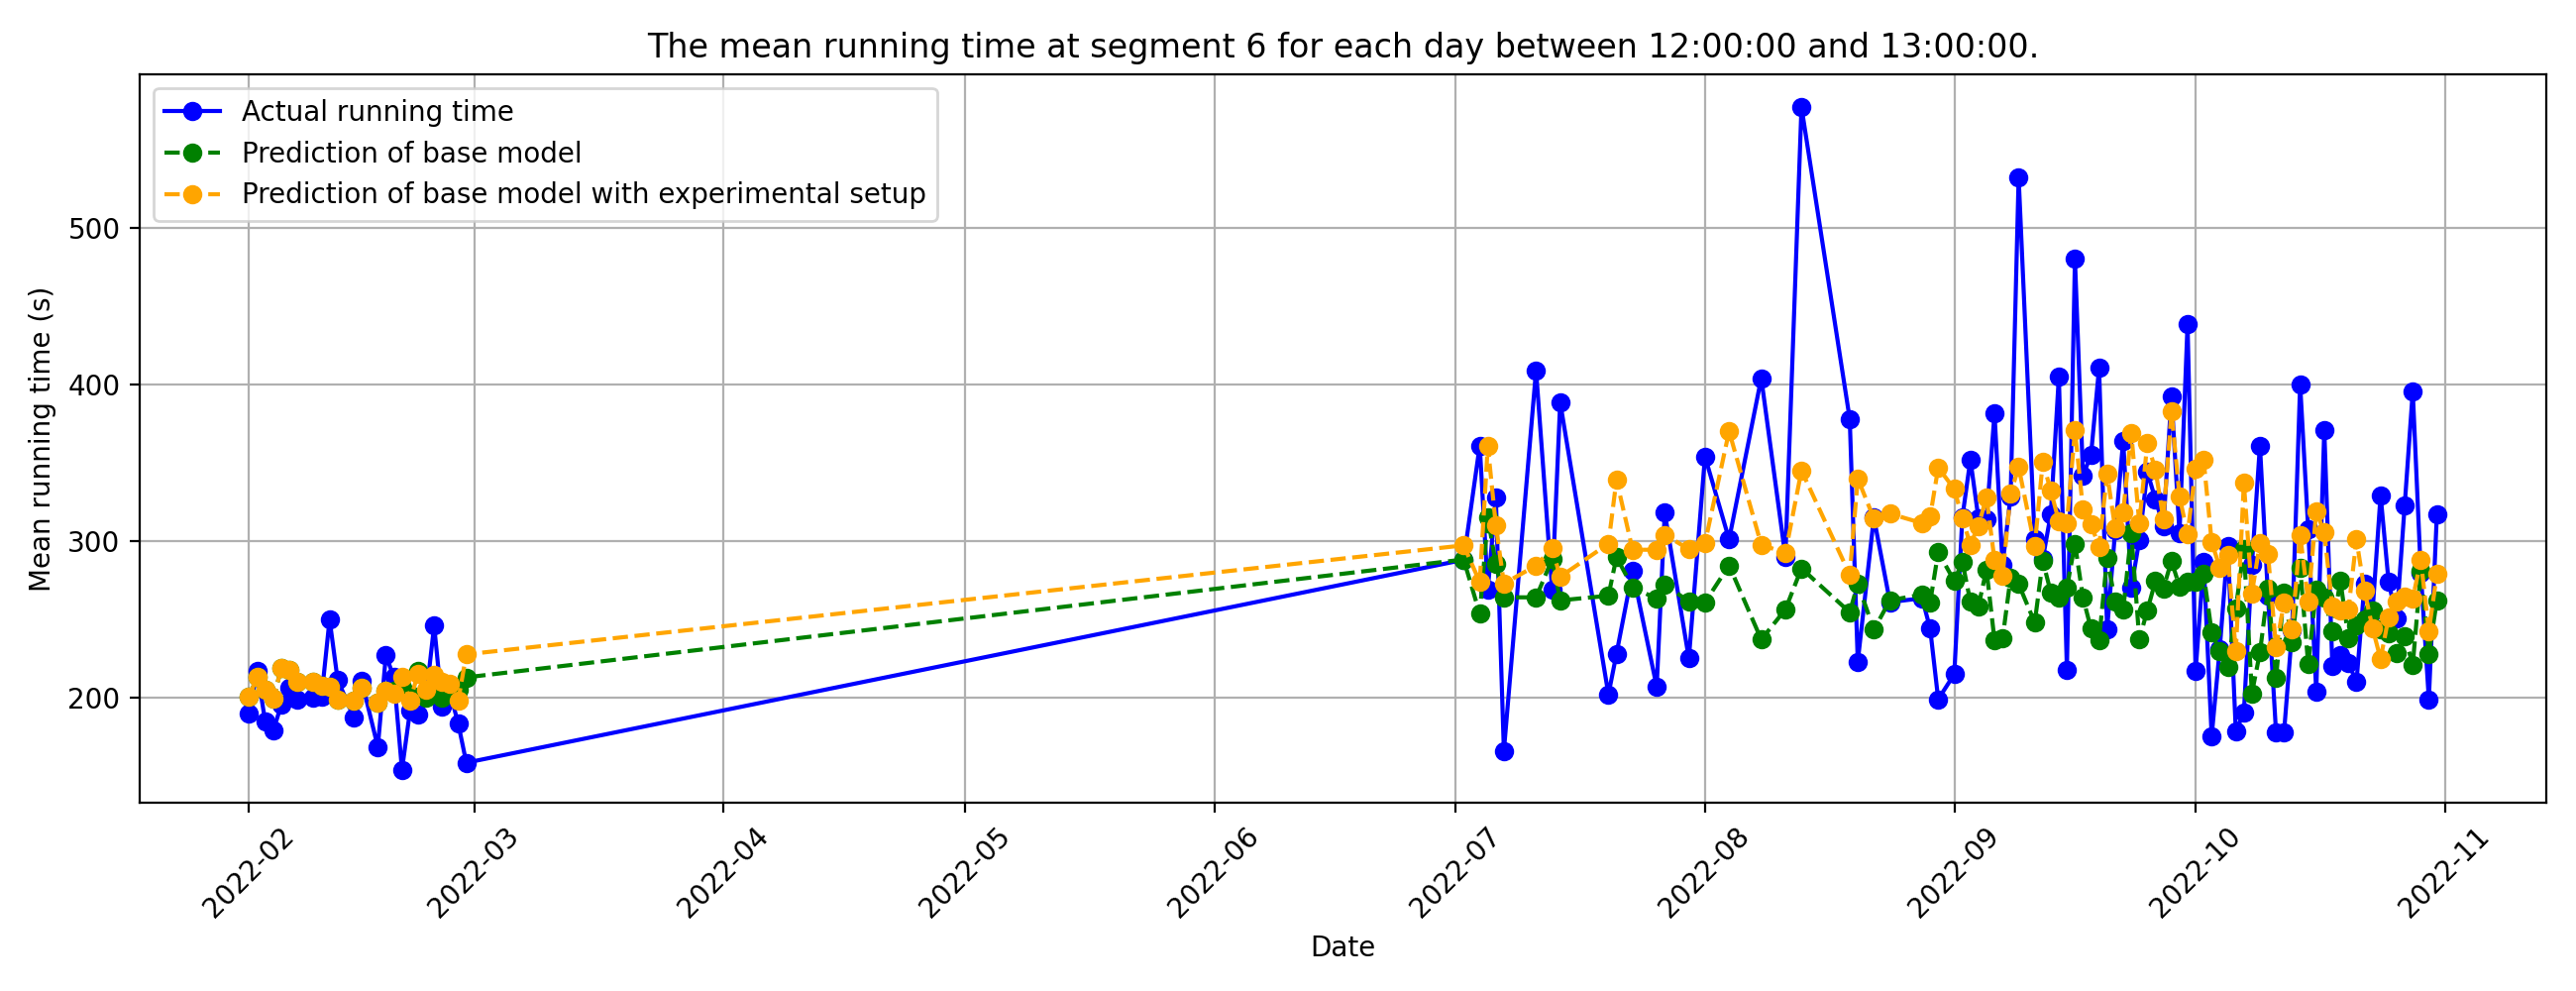 The mean running time at segment 6 for each day between 12:00:00 and 13:00:00.
Actual running time
Prediction of base model
Prediction of base model with experimental setup
Mean running time (s)
500
400
300
200
2022-02
2022-03
2022-04
2022-05
2022-06
2022-07
2022-08
2022-09
2022-10
2022-11
Date